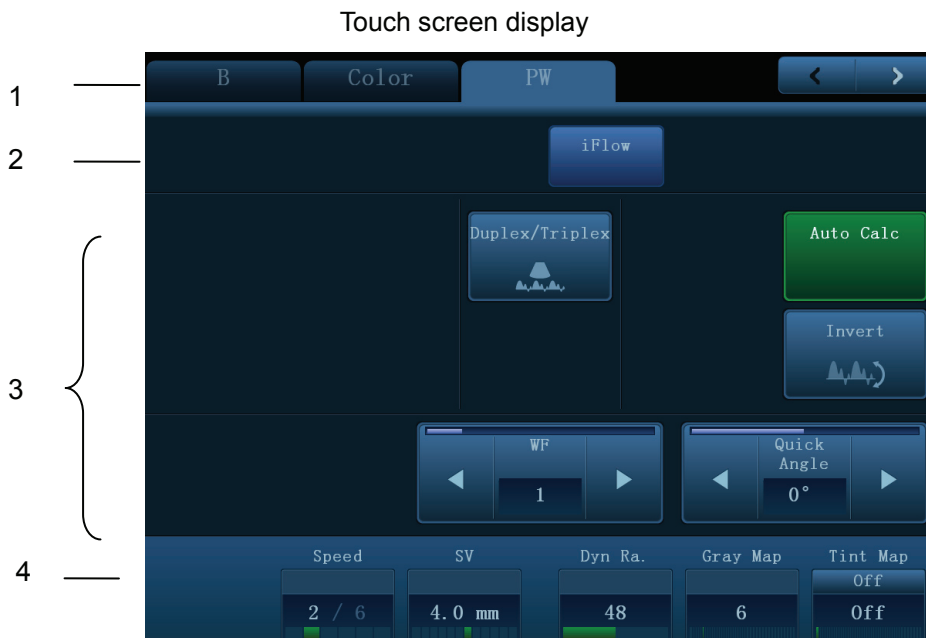 Touch screen display
1
B Color PW < >
2
iFlow
3
Duplex/Triplex Auto Calc
Invert
WF Quick
Angle
1 0°
4
Speed SV Dyn Ra. Gray Map Tint Map
Off
2 / 6 4.0 mm 48 6 Off